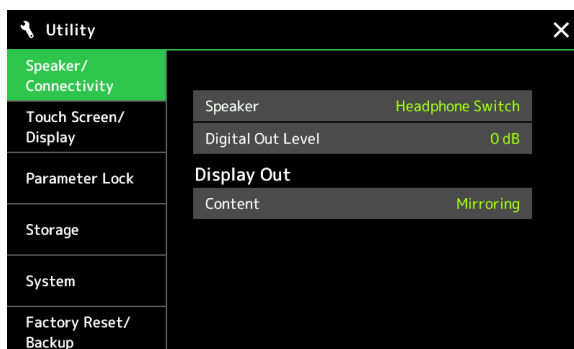 Utility
Speaker/
Connectivity
Touch Screen/
Display
Parameter Lock
Storage
System
Factory Reset/
Backup
Speaker Headphone Switch
Digital Out Level 0 dB
Display Out
Content Mirroring